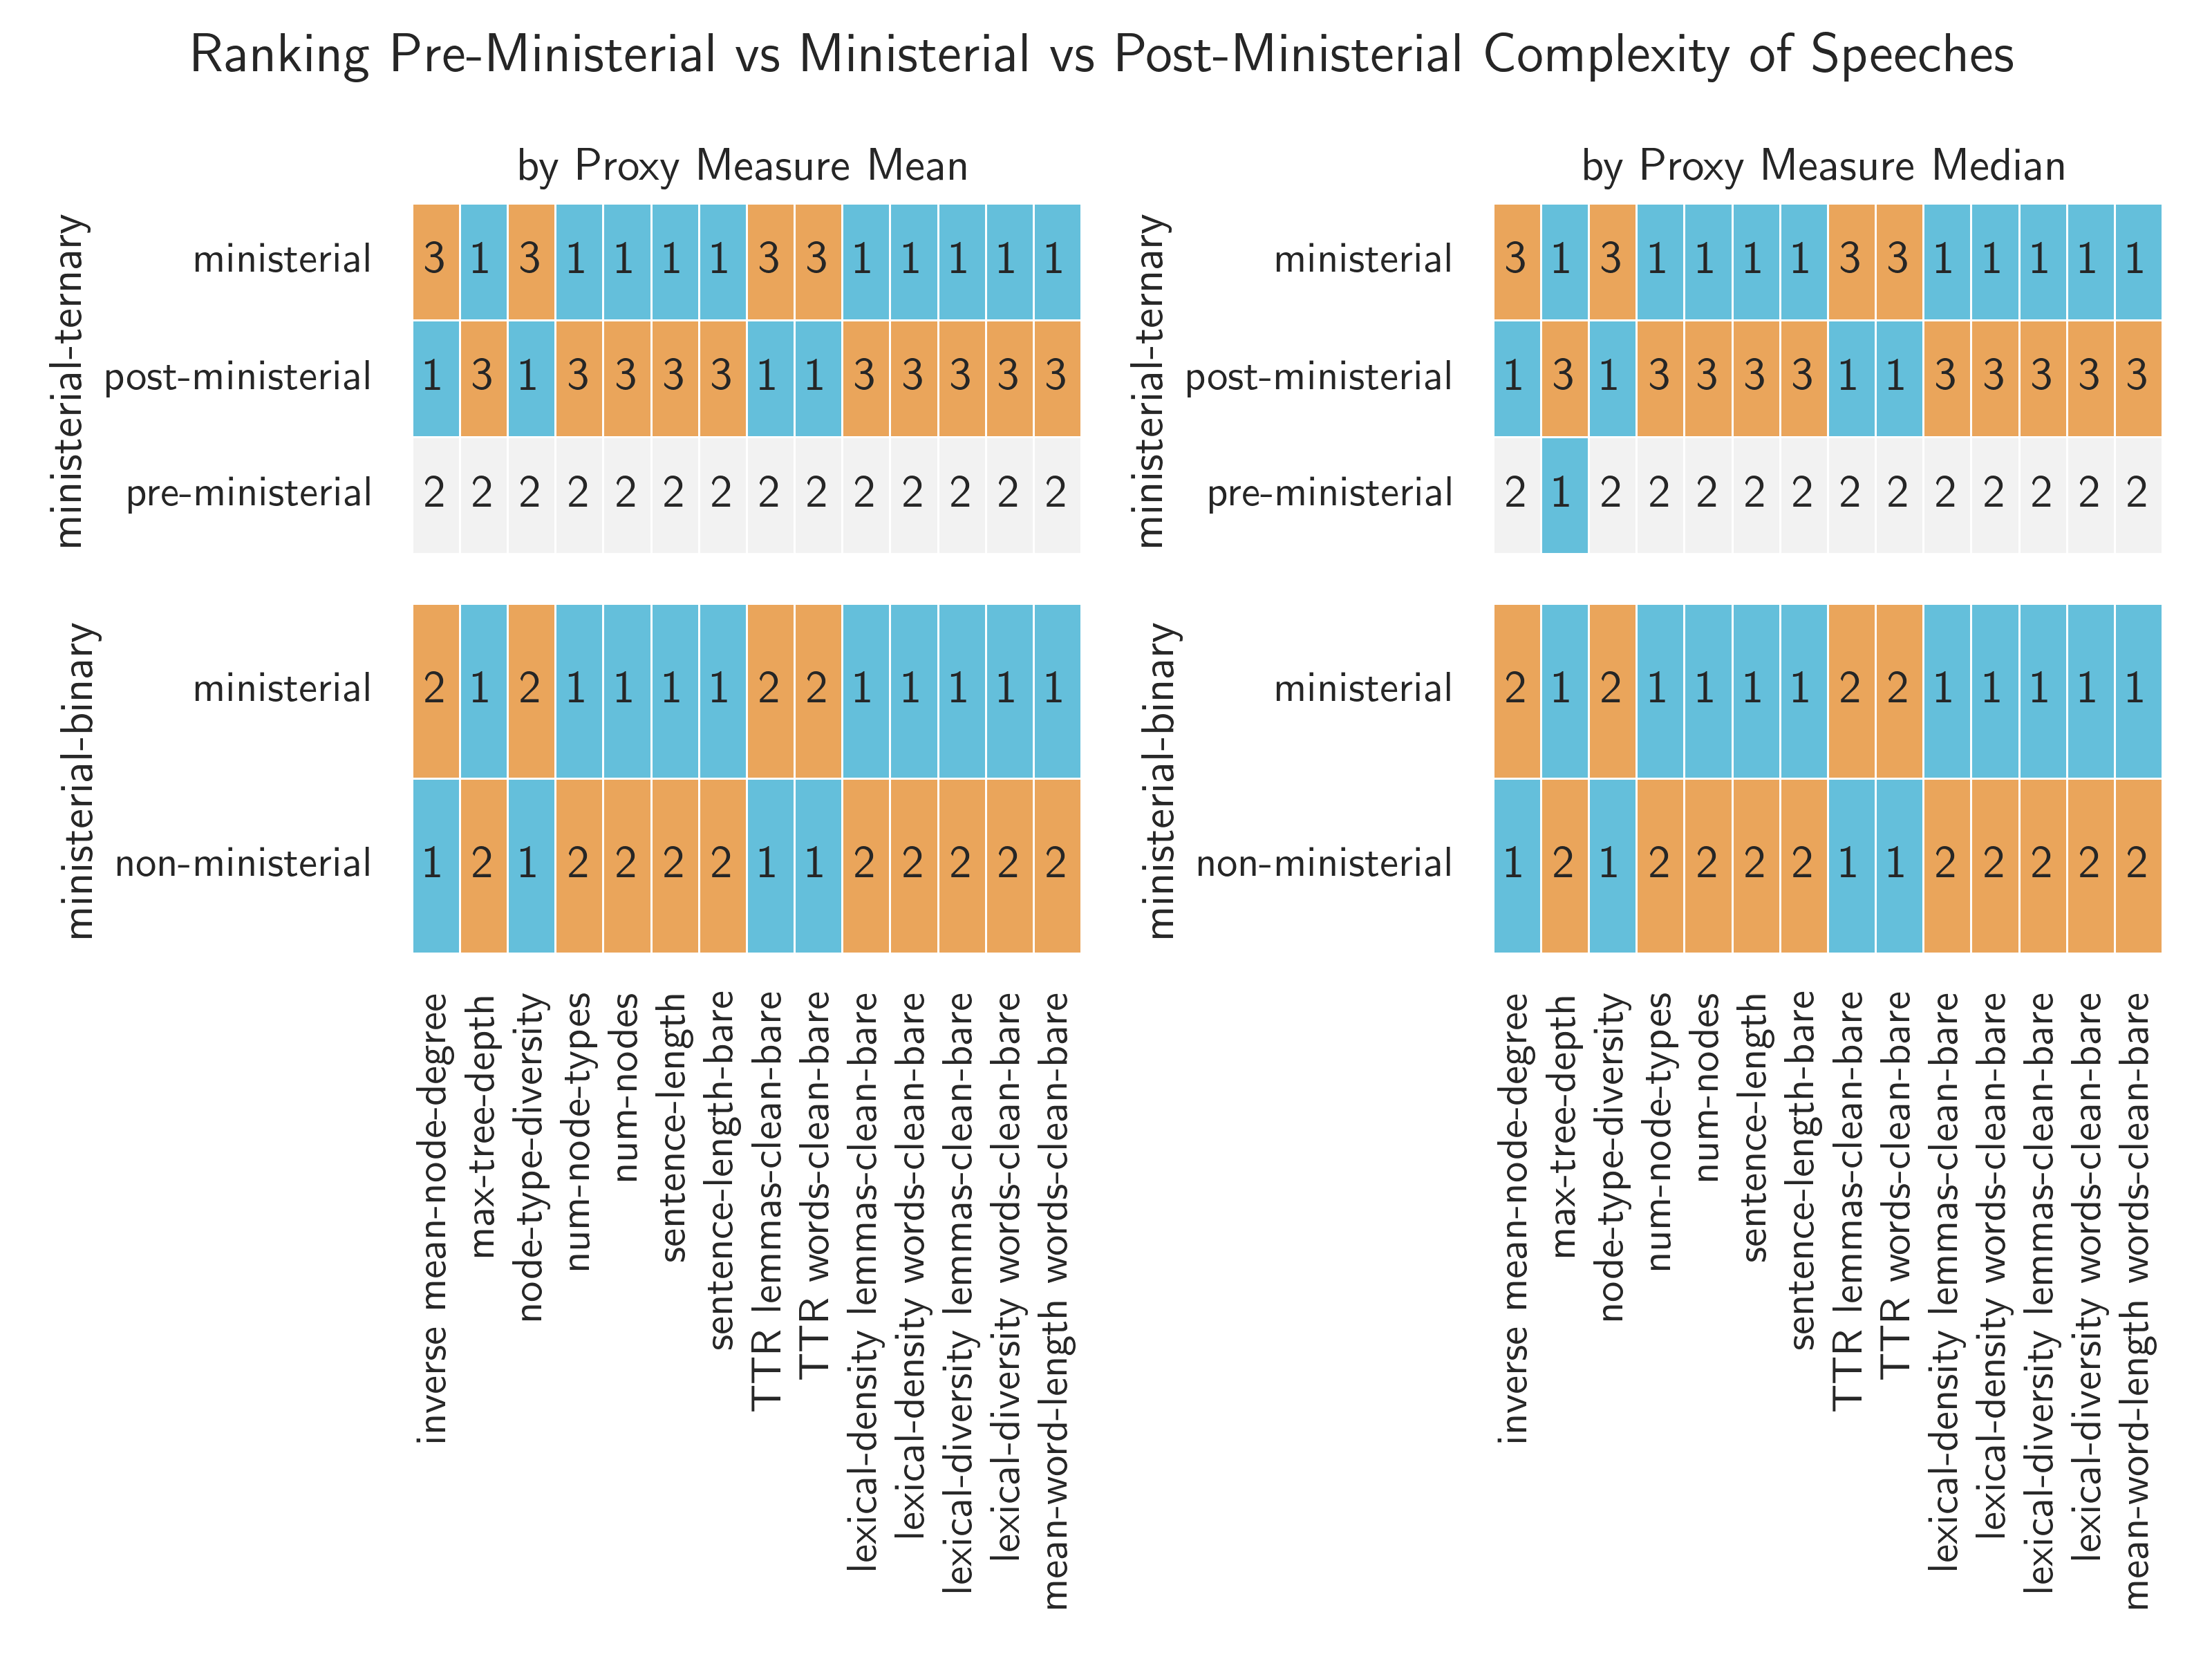 Ranking Pre-Ministerial vs Ministerial vs Post-Ministerial Complexity of Speeches
by Proxy Measure Mean
ministerial-ternary
ministerial 3 1 3 1 1 1 1 3 3 1 1 1 1 1
post-ministerial 1 3 1 3 3 3 3 1 1 3 3 3 3 3
pre-ministerial 2 2 2 2 2 2 2 2 2 2 2 2 2 2
ministerial-binary
ministerial 2 1 2 1 1 1 1 2 2 1 1 1 1 1
non-ministerial 1 2 1 2 2 2 2 1 1 2 2 2 2 2
inverse mean-node-degree
max-tree-depth
node-type-diversity
num-node-types
num-nodes
sentence-length
sentence-length-bare
TTR lemmas-clean-bare
TTR words-clean-bare
lexical-density lemmas-clean-bare
lexical-density words-clean-bare
lexical-diversity lemmas-clean-bare
lexical-diversity words-clean-bare
mean-word-length words-clean-bare
by Proxy Measure Median
ministerial-ternary
ministerial 3 1 3 1 1 1 1 3 3 1 1 1 1 1
post-ministerial 1 3 1 3 3 3 3 1 1 3 3 3 3 3
pre-ministerial 2 1 2 2 2 2 2 2 2 2 2 2 2 2
ministerial-binary
ministerial 2 1 2 1 1 1 1 2 2 1 1 1 1 1
non-ministerial 1 2 1 2 2 2 2 1 1 2 2 2 2 2
inverse mean-node-degree
max-tree-depth
node-type-diversity
num-node-types
num-nodes
sentence-length
sentence-length-bare
TTR lemmas-clean-bare
TTR words-clean-bare
lexical-density lemmas-clean-bare
lexical-density words-clean-bare
lexical-diversity lemmas-clean-bare
lexical-diversity words-clean-bare
mean-word-length words-clean-bare